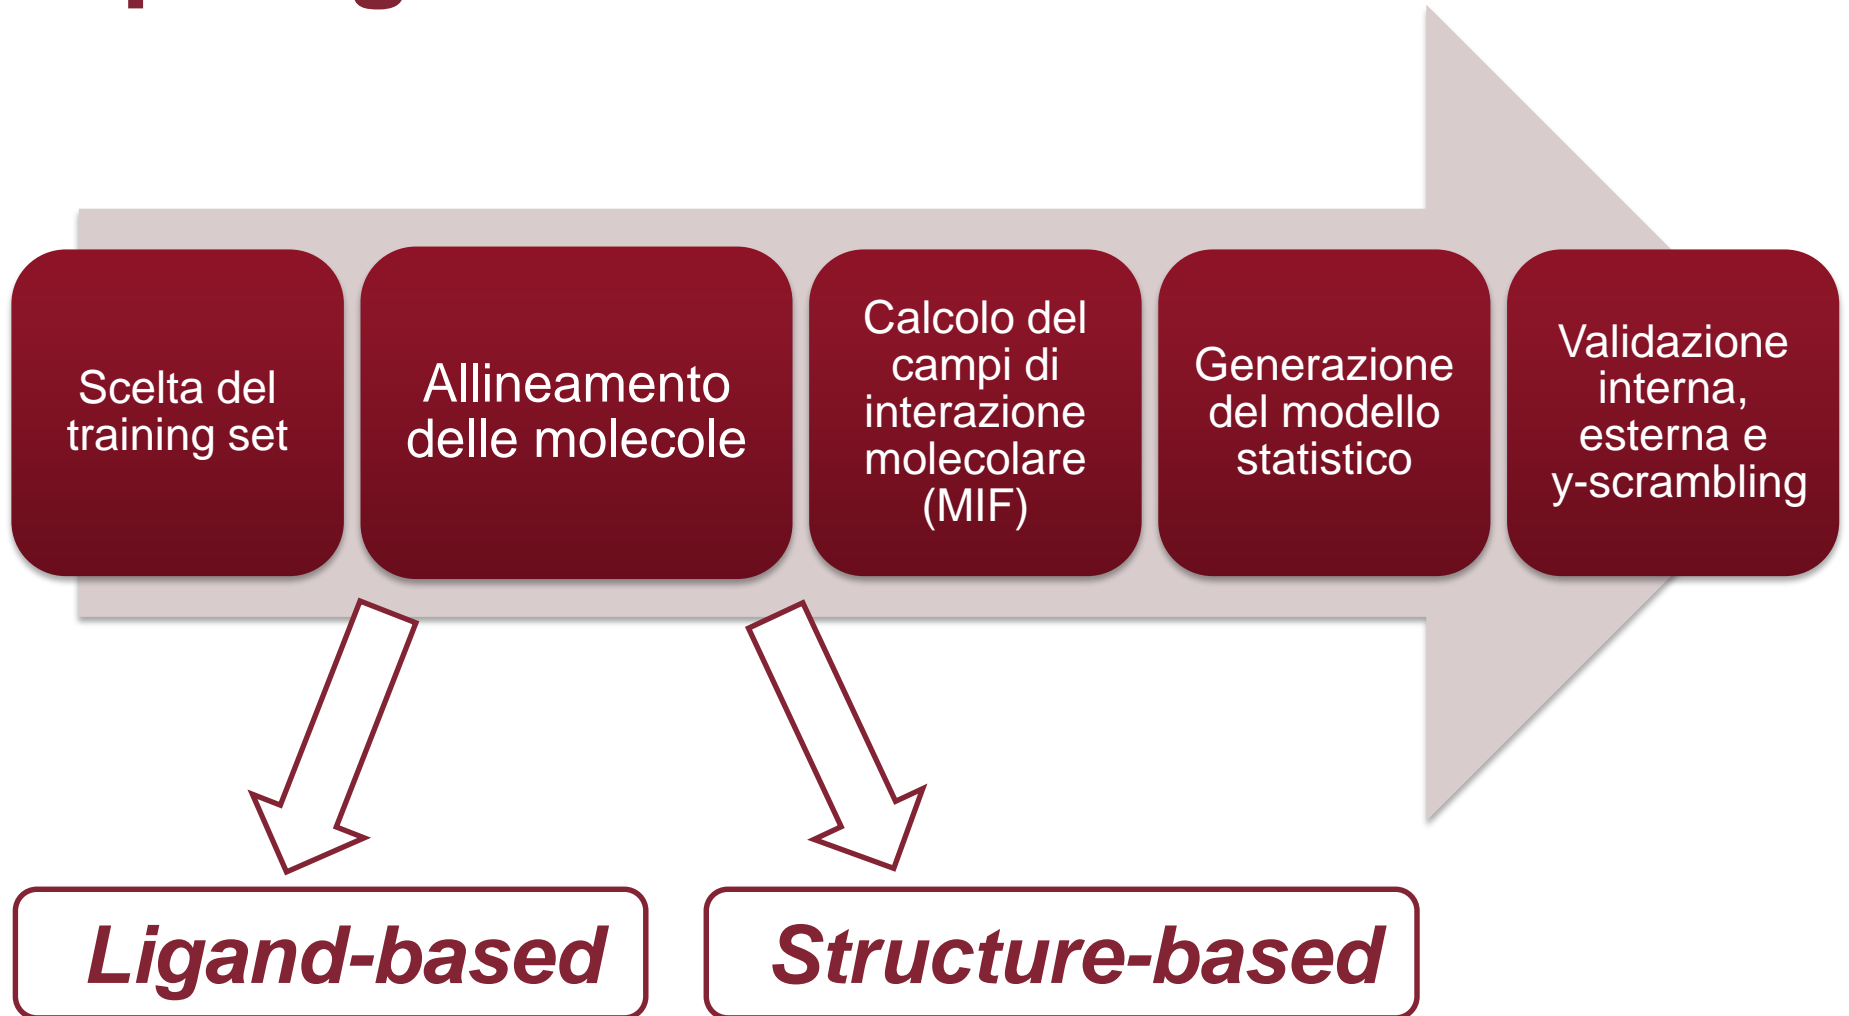 Scelta del
training set
Allineamento
delle molecole
Calcolo del
campi di
interazione
molecolare
(MIF)
Generazione
del modello
statistico
Validazione
interna,
esterna e
y-scrambling
Ligand-based
Structure-based